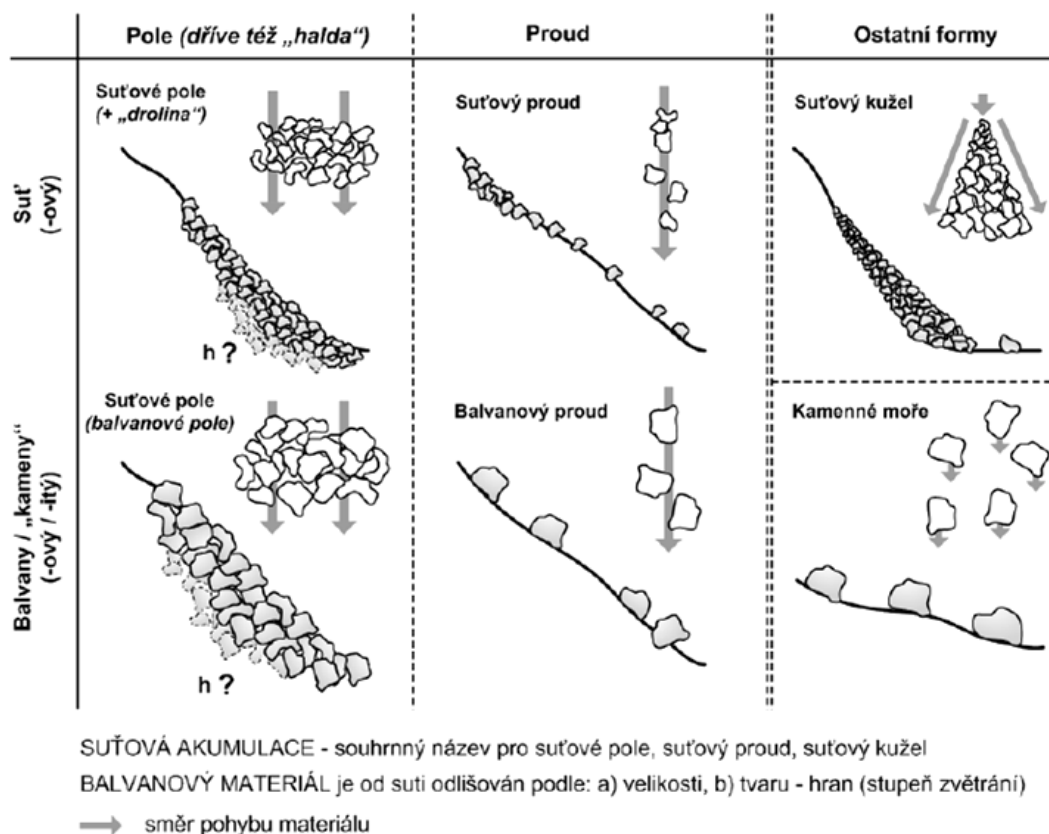 Pole (dříve též „halda“)
Proud
Ostatní formy
Suť
(-ový)
Suťové pole
(+ „drolina“)
h ?
Suťový proud
Suťový kužel
Balvany / „kameny“
(-ový / -itý)
Suťové pole
(balvanové pole)
h ?
Balvanový proud
Kamenné moře
SUŤOVÁ AKUMULACE - souhrnný název pro suťové pole, suťový proud, suťový kužel
BALVANOVÝ MATERIÁL je od suti odlišován podle: a) velikosti, b) tvaru - hran (stupeň zvětrání)
směr pohybu materiálu